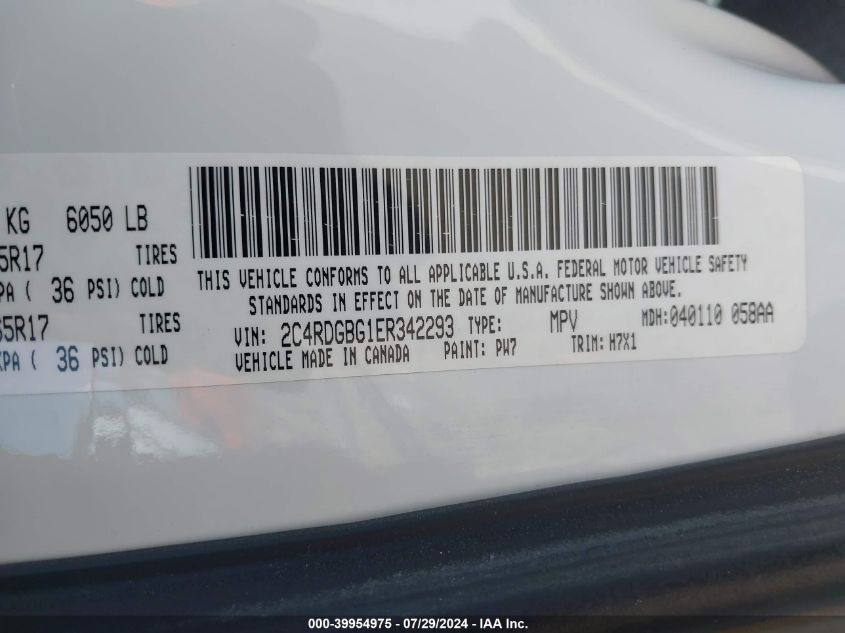 KG 6050 LB
5R17 TIRES
PA ( 36 PSI) COLD
5R17 TIRES
KPA ( 36 PSI) COLD
THIS VEHICLE CONFORMS TO ALL APPLICABLE U.S.A. FEDERAL MOTOR VEHICLE SAFETY
STANDARDS IN EFFECT ON THE DATE OF MANUFACTURE SHOWN ABOVE.
VIN: 2C4RDGBG1ER342293 TYPE: MPV MDH:040110 058AA
VEHICLE MADE IN CANADA PAINT: PW7 TRIM: H7X1
000-39954975 - 07/29/2024 - IAA Inc.